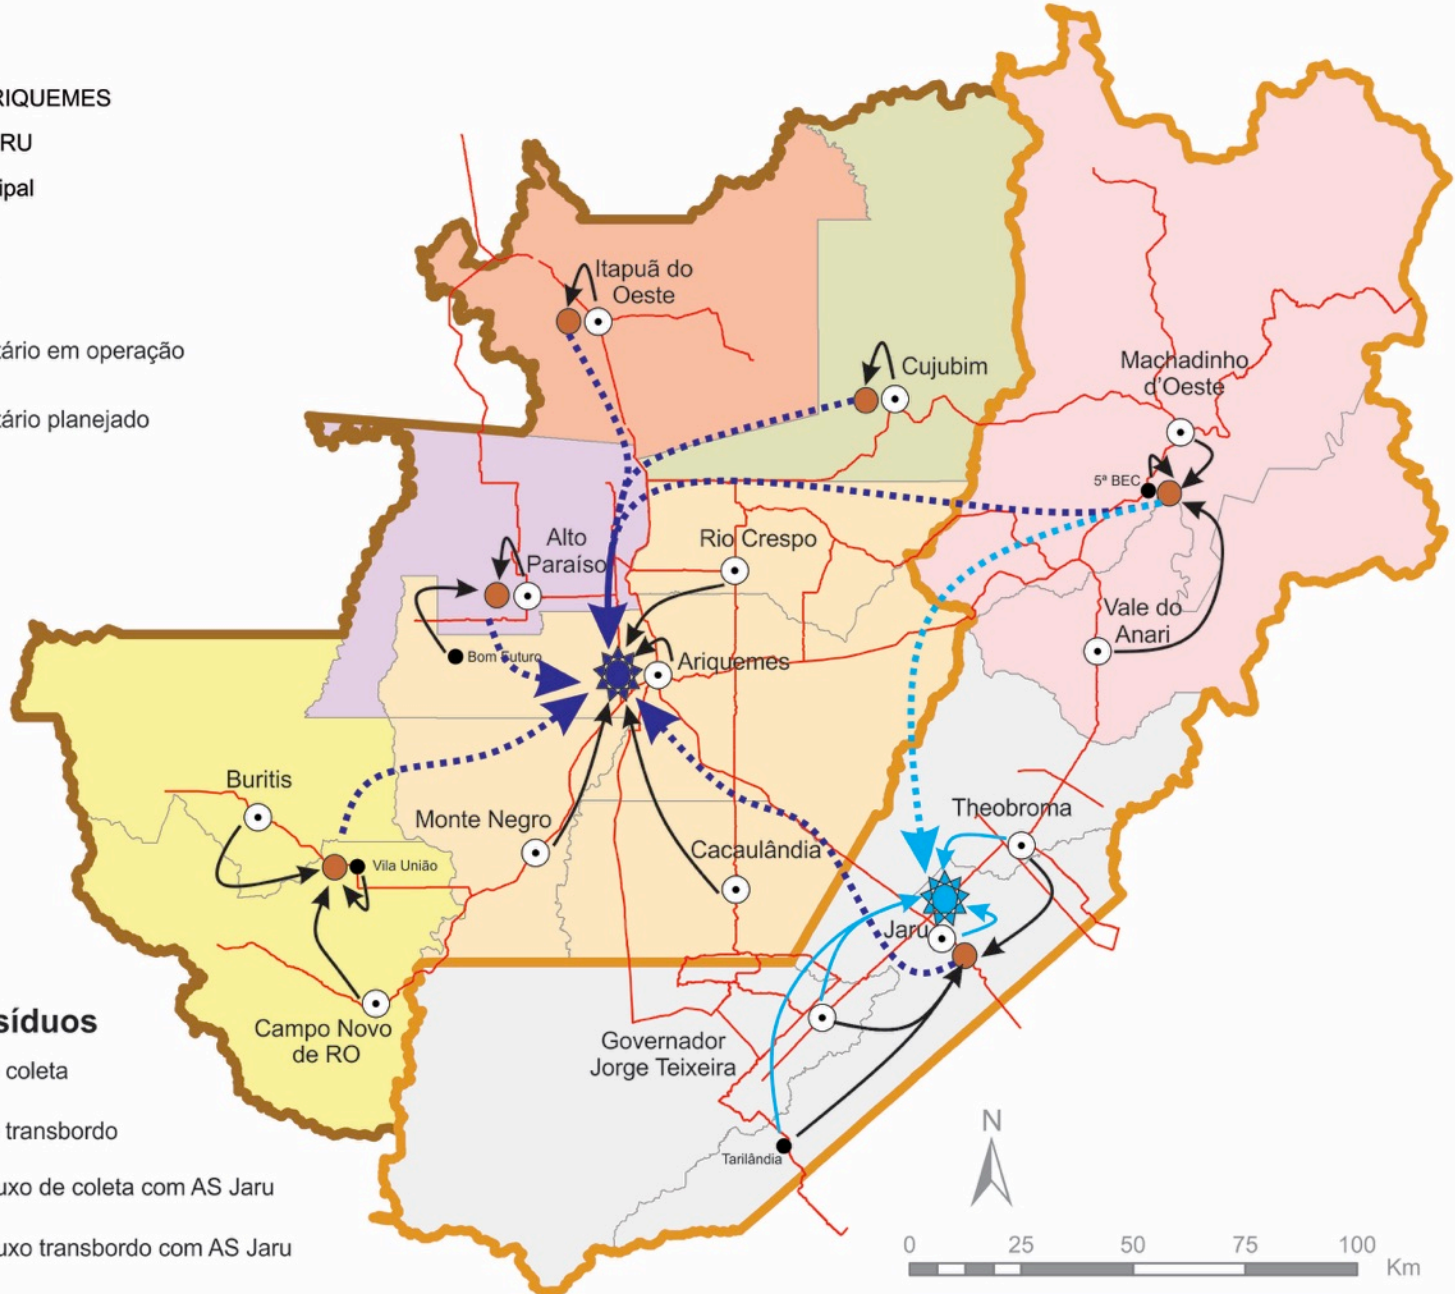 RIQUEMES
RU
ipal
tário em operação
tário planejado
Itapuã do
Oeste
Cujubim
Machadinho
d'Oeste
5ª BEC
Alto
Paraíso
Rio Crespo
Vale do
Anari
Bom Futuro
Ariquemes
Buritis
Monte Negro
Theobroma
Cacaulândia
Vila União
Jaru
Campo Novo
de RO
Governador
Jorge Teixeira
Tarilândia
síduos
coleta
transbordo
uxo de coleta com AS Jaru
uxo transbordo com AS Jaru
N
0 25 50 75 100
Km